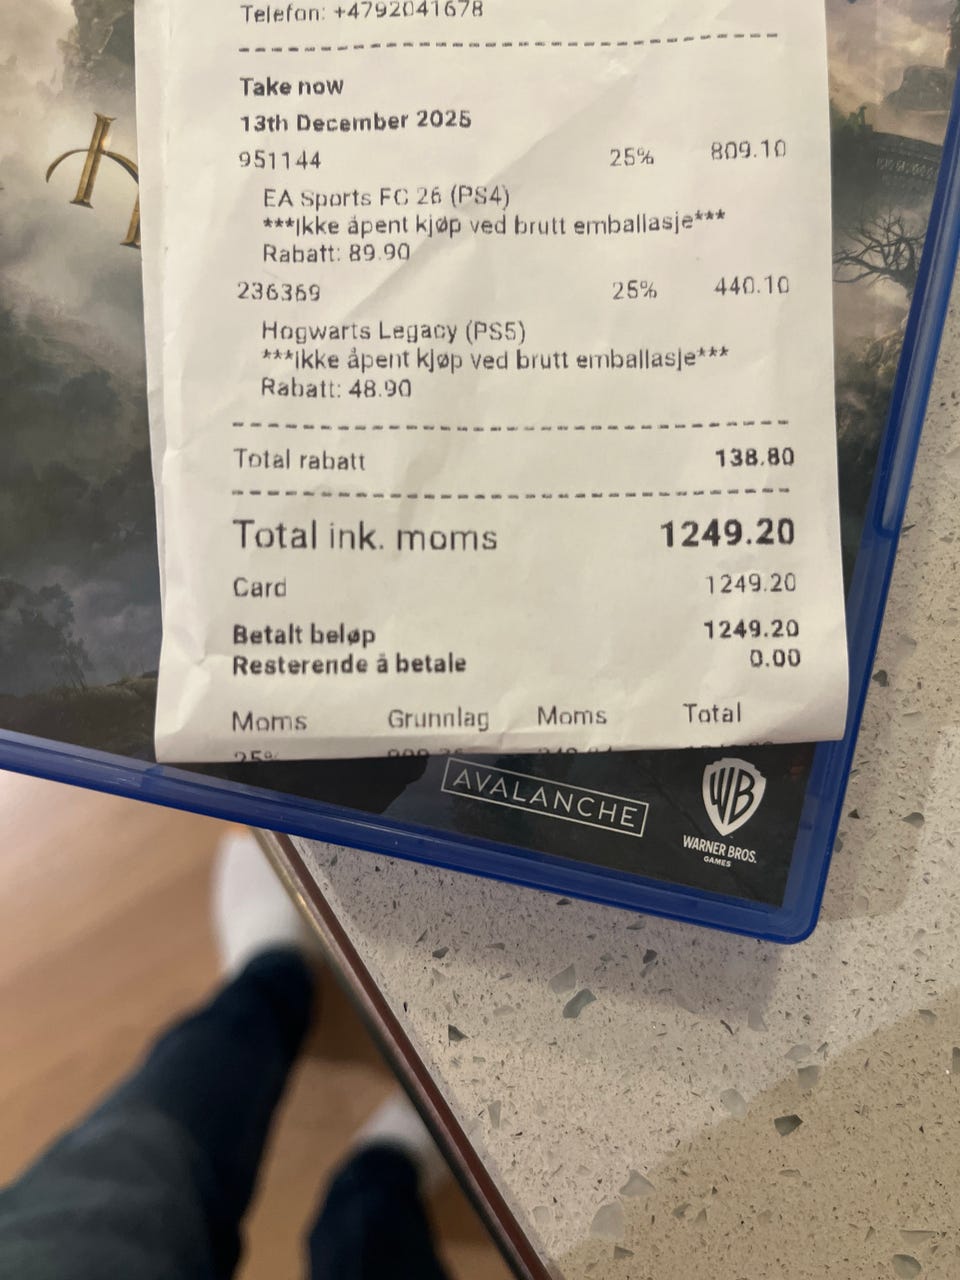 Telefon: +4792041678
Take now
13th December 2025
951144 25% 809.10
EA Sports FC 26 (PS4)
***Ikke åpent kjøp ved brutt emballasje***
Rabatt: 89.90
236369 25% 440.10
Hogwarts Legacy (PS5)
***Ikke åpent kjøp ved brutt emballasje***
Rabatt: 48.90
Total rabatt 138.80
Total ink. moms 1249.20
Card 1249.20
Betalt beløp 1249.20
Resterende å betale 0.00
Moms Grunnlag Moms Total
25%
AVALANCHE
WB
WARNER BROS.
GAMES